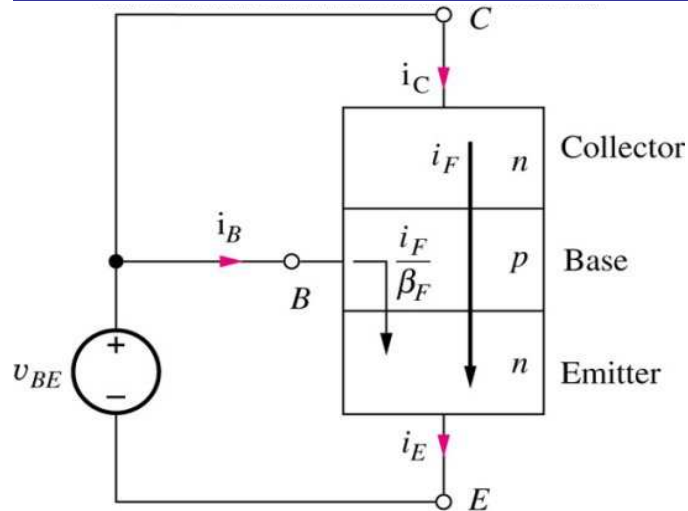 C
i_C
i_F n Collector
i_B
i_F
β_F
p Base
B
+
v_BE
−
n Emitter
i_E
E